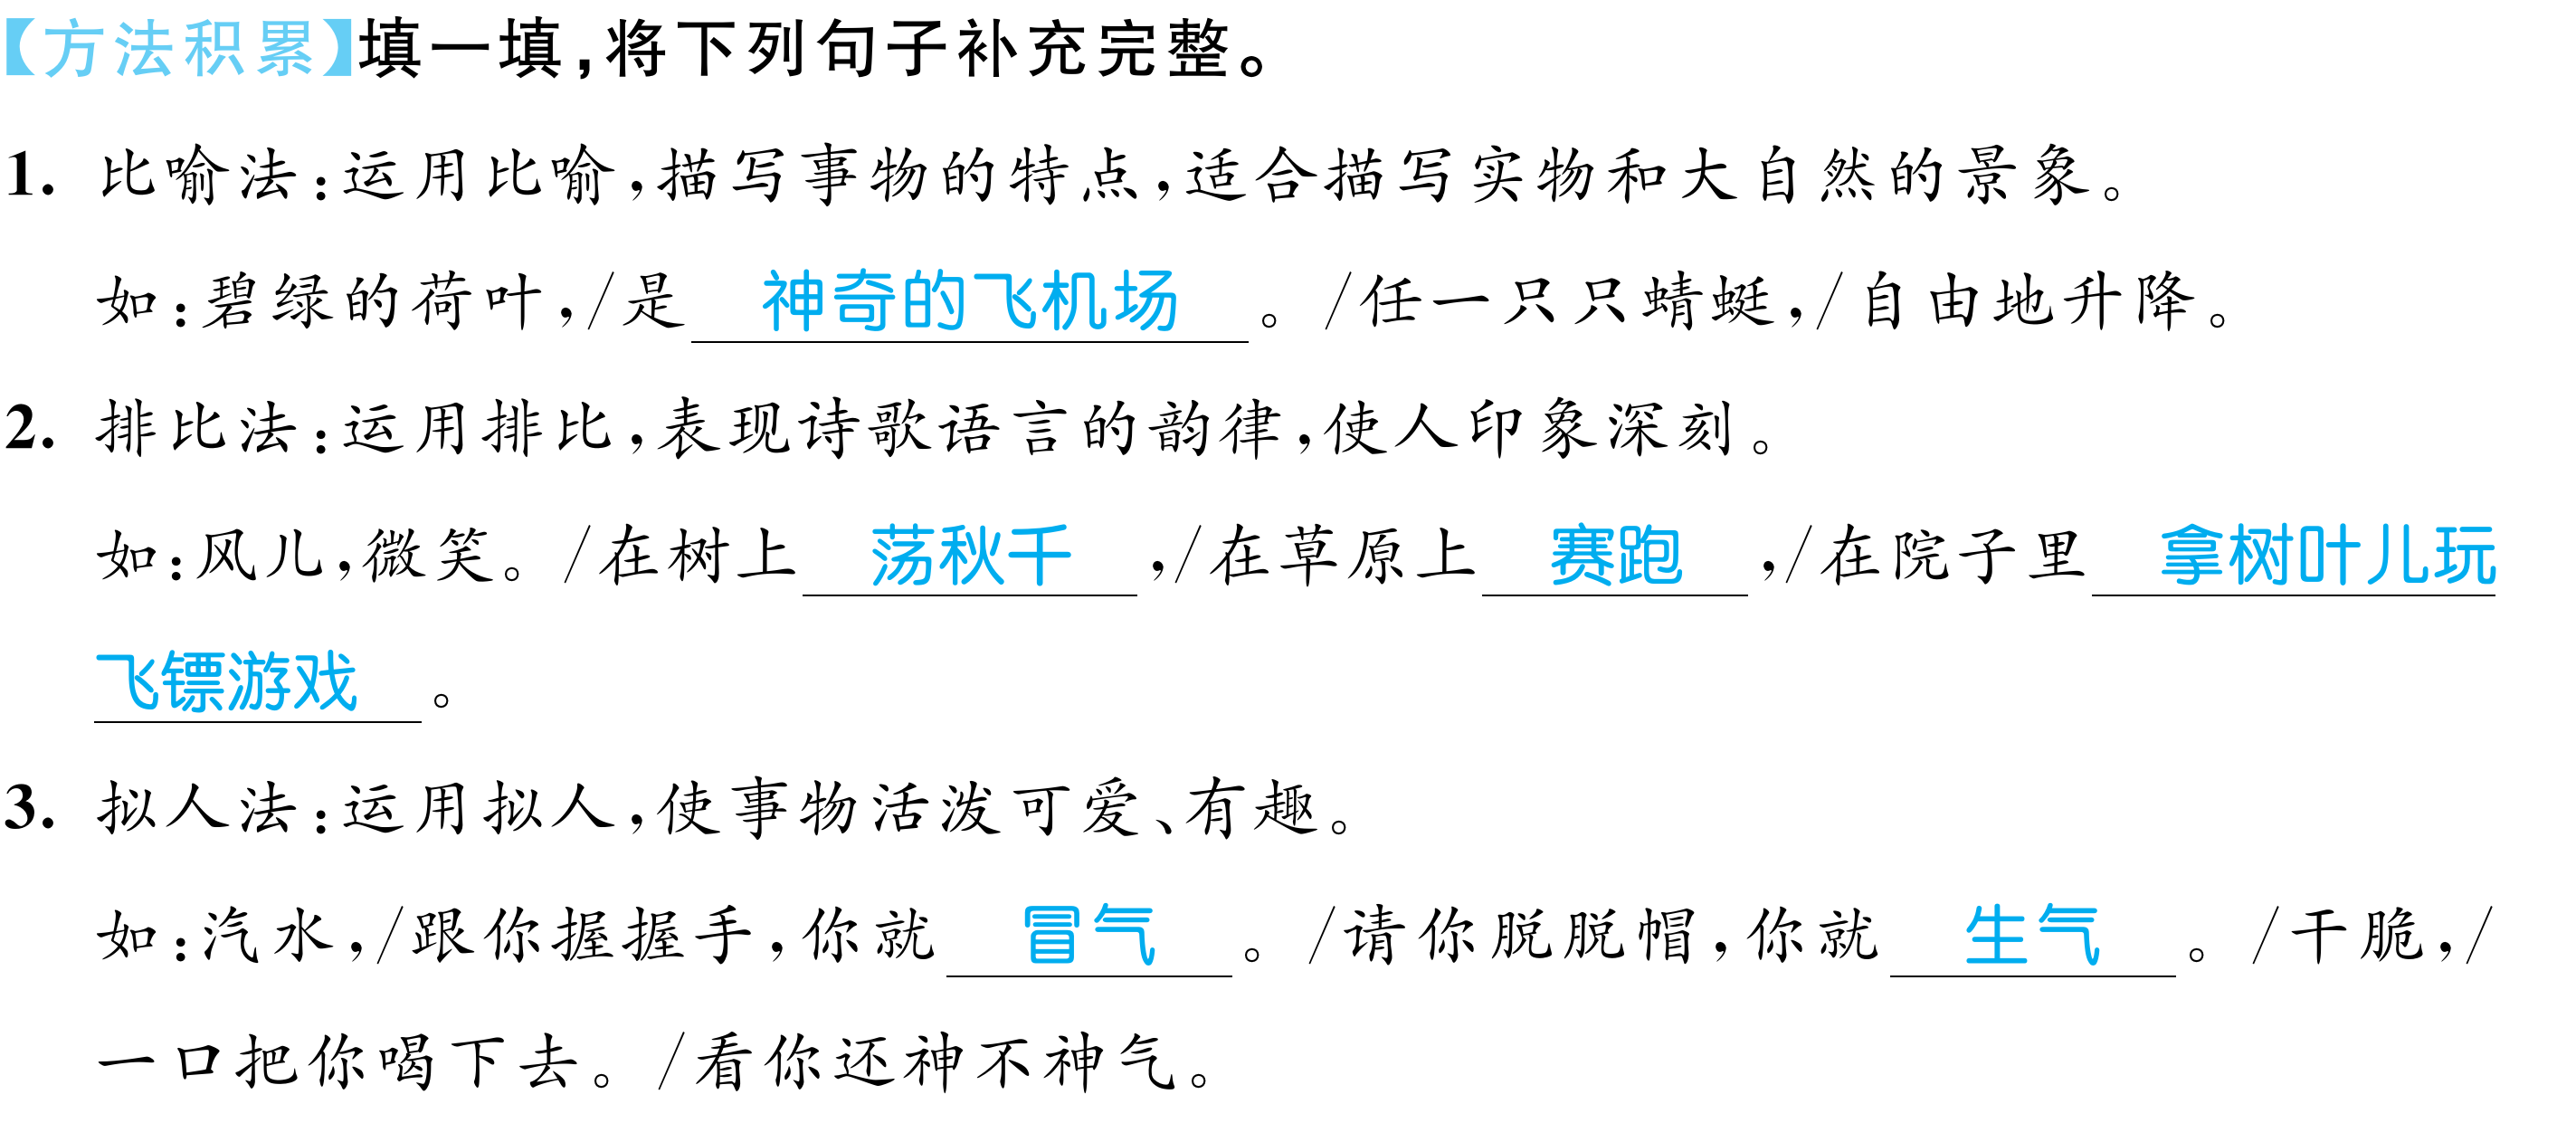 【方法积累】填一填,将下列句子补充完整。
1. 比喻法:运用比喻,描写事物的特点,适合描写实物和大自然的景象。
如:碧绿的荷叶,/是 神奇的飞机场 。/任一只只蜻蜓,/自由地升降。
2. 排比法:运用排比,表现诗歌语言的韵律,使人印象深刻。
如:风儿,微笑。/在树上 荡秋千 ,/在草原上 赛跑 ,/在院子里 拿树叶儿玩
飞镖游戏 。
3. 拟人法:运用拟人,使事物活泼可爱、有趣。
如:汽水,/跟你握握手,你就 冒气 。/请你脱脱帽,你就 生气 。/干脆,/
一口把你喝下去。/看你还神不神气。